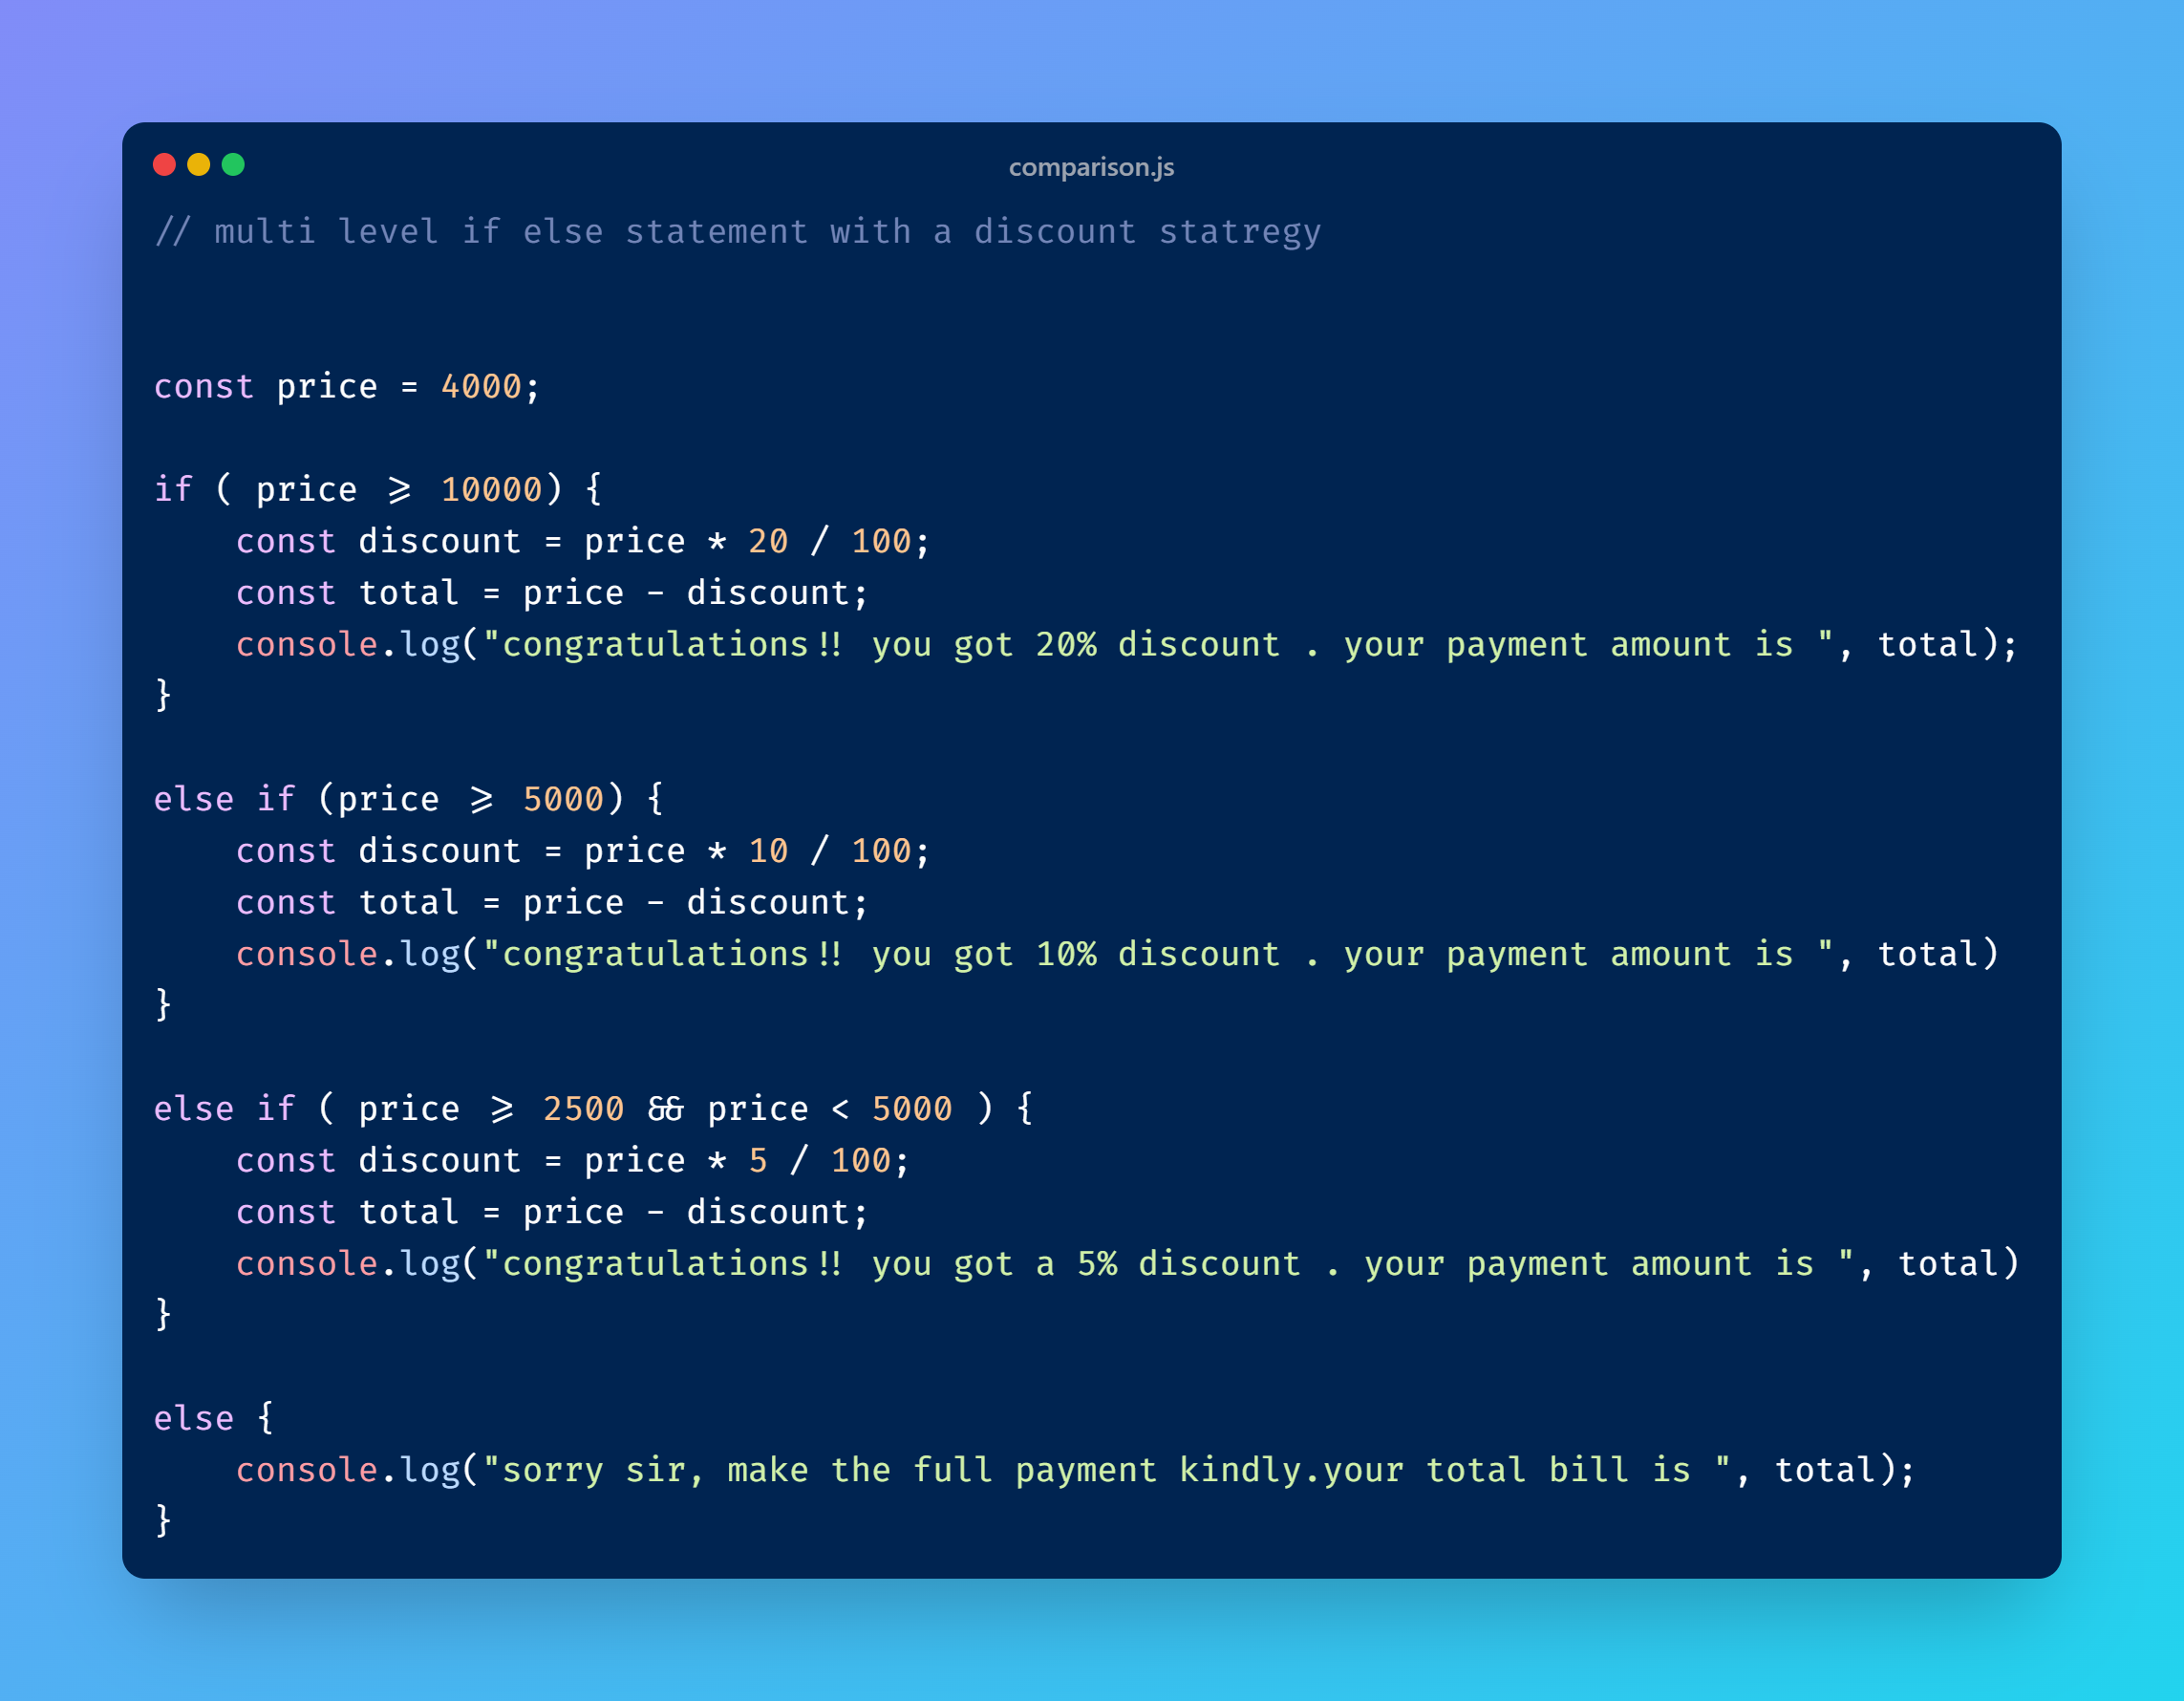 comparison.js
// multi level if else statement with a discount statregy
const price = 4000;
if ( price >= 10000) {
    const discount = price * 20 / 100;
    const total = price - discount;
    console.log("congratulations!! you got 20% discount . your payment amount is ", total);
}
else if (price >= 5000) {
    const discount = price * 10 / 100;
    const total = price - discount;
    console.log("congratulations!! you got 10% discount . your payment amount is ", total)
}
else if ( price >= 2500 && price < 5000 ) {
    const discount = price * 5 / 100;
    const total = price - discount;
    console.log("congratulations!! you got a 5% discount . your payment amount is ", total)
}
else {
    console.log("sorry sir, make the full payment kindly.your total bill is ", total);
}